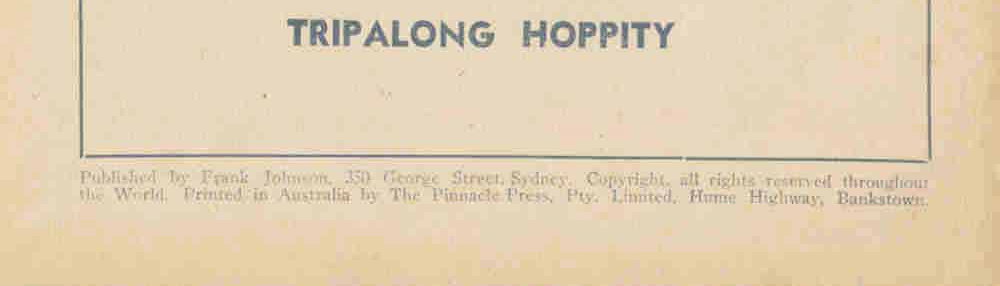 TRIPALONG HOPPITY
Published by Frank Johnson, 350 George Street, Sydney. Copyright, all rights reserved throughout
the World. Printed in Australia by The Pinnacle Press, Pty. Limited, Hume Highway, Bankstown.